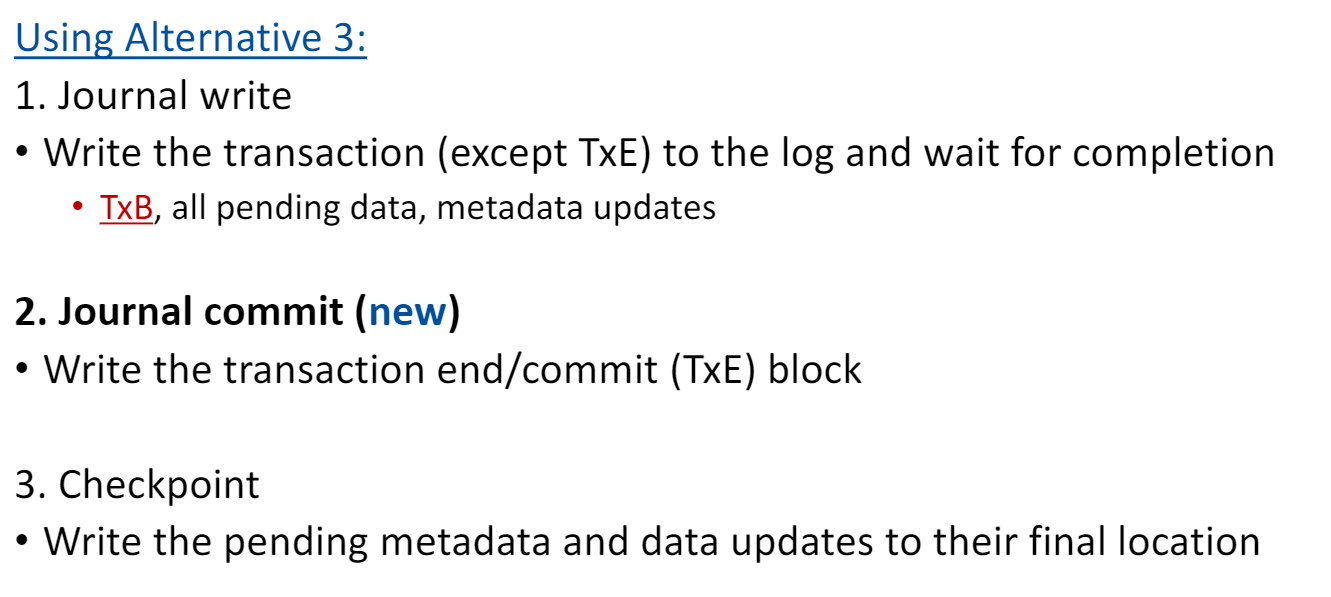 Using Alternative 3:
1. Journal write
• Write the transaction (except TxE) to the log and wait for completion
• TxB, all pending data, metadata updates
2. Journal commit (new)
• Write the transaction end/commit (TxE) block
3. Checkpoint
• Write the pending metadata and data updates to their final location